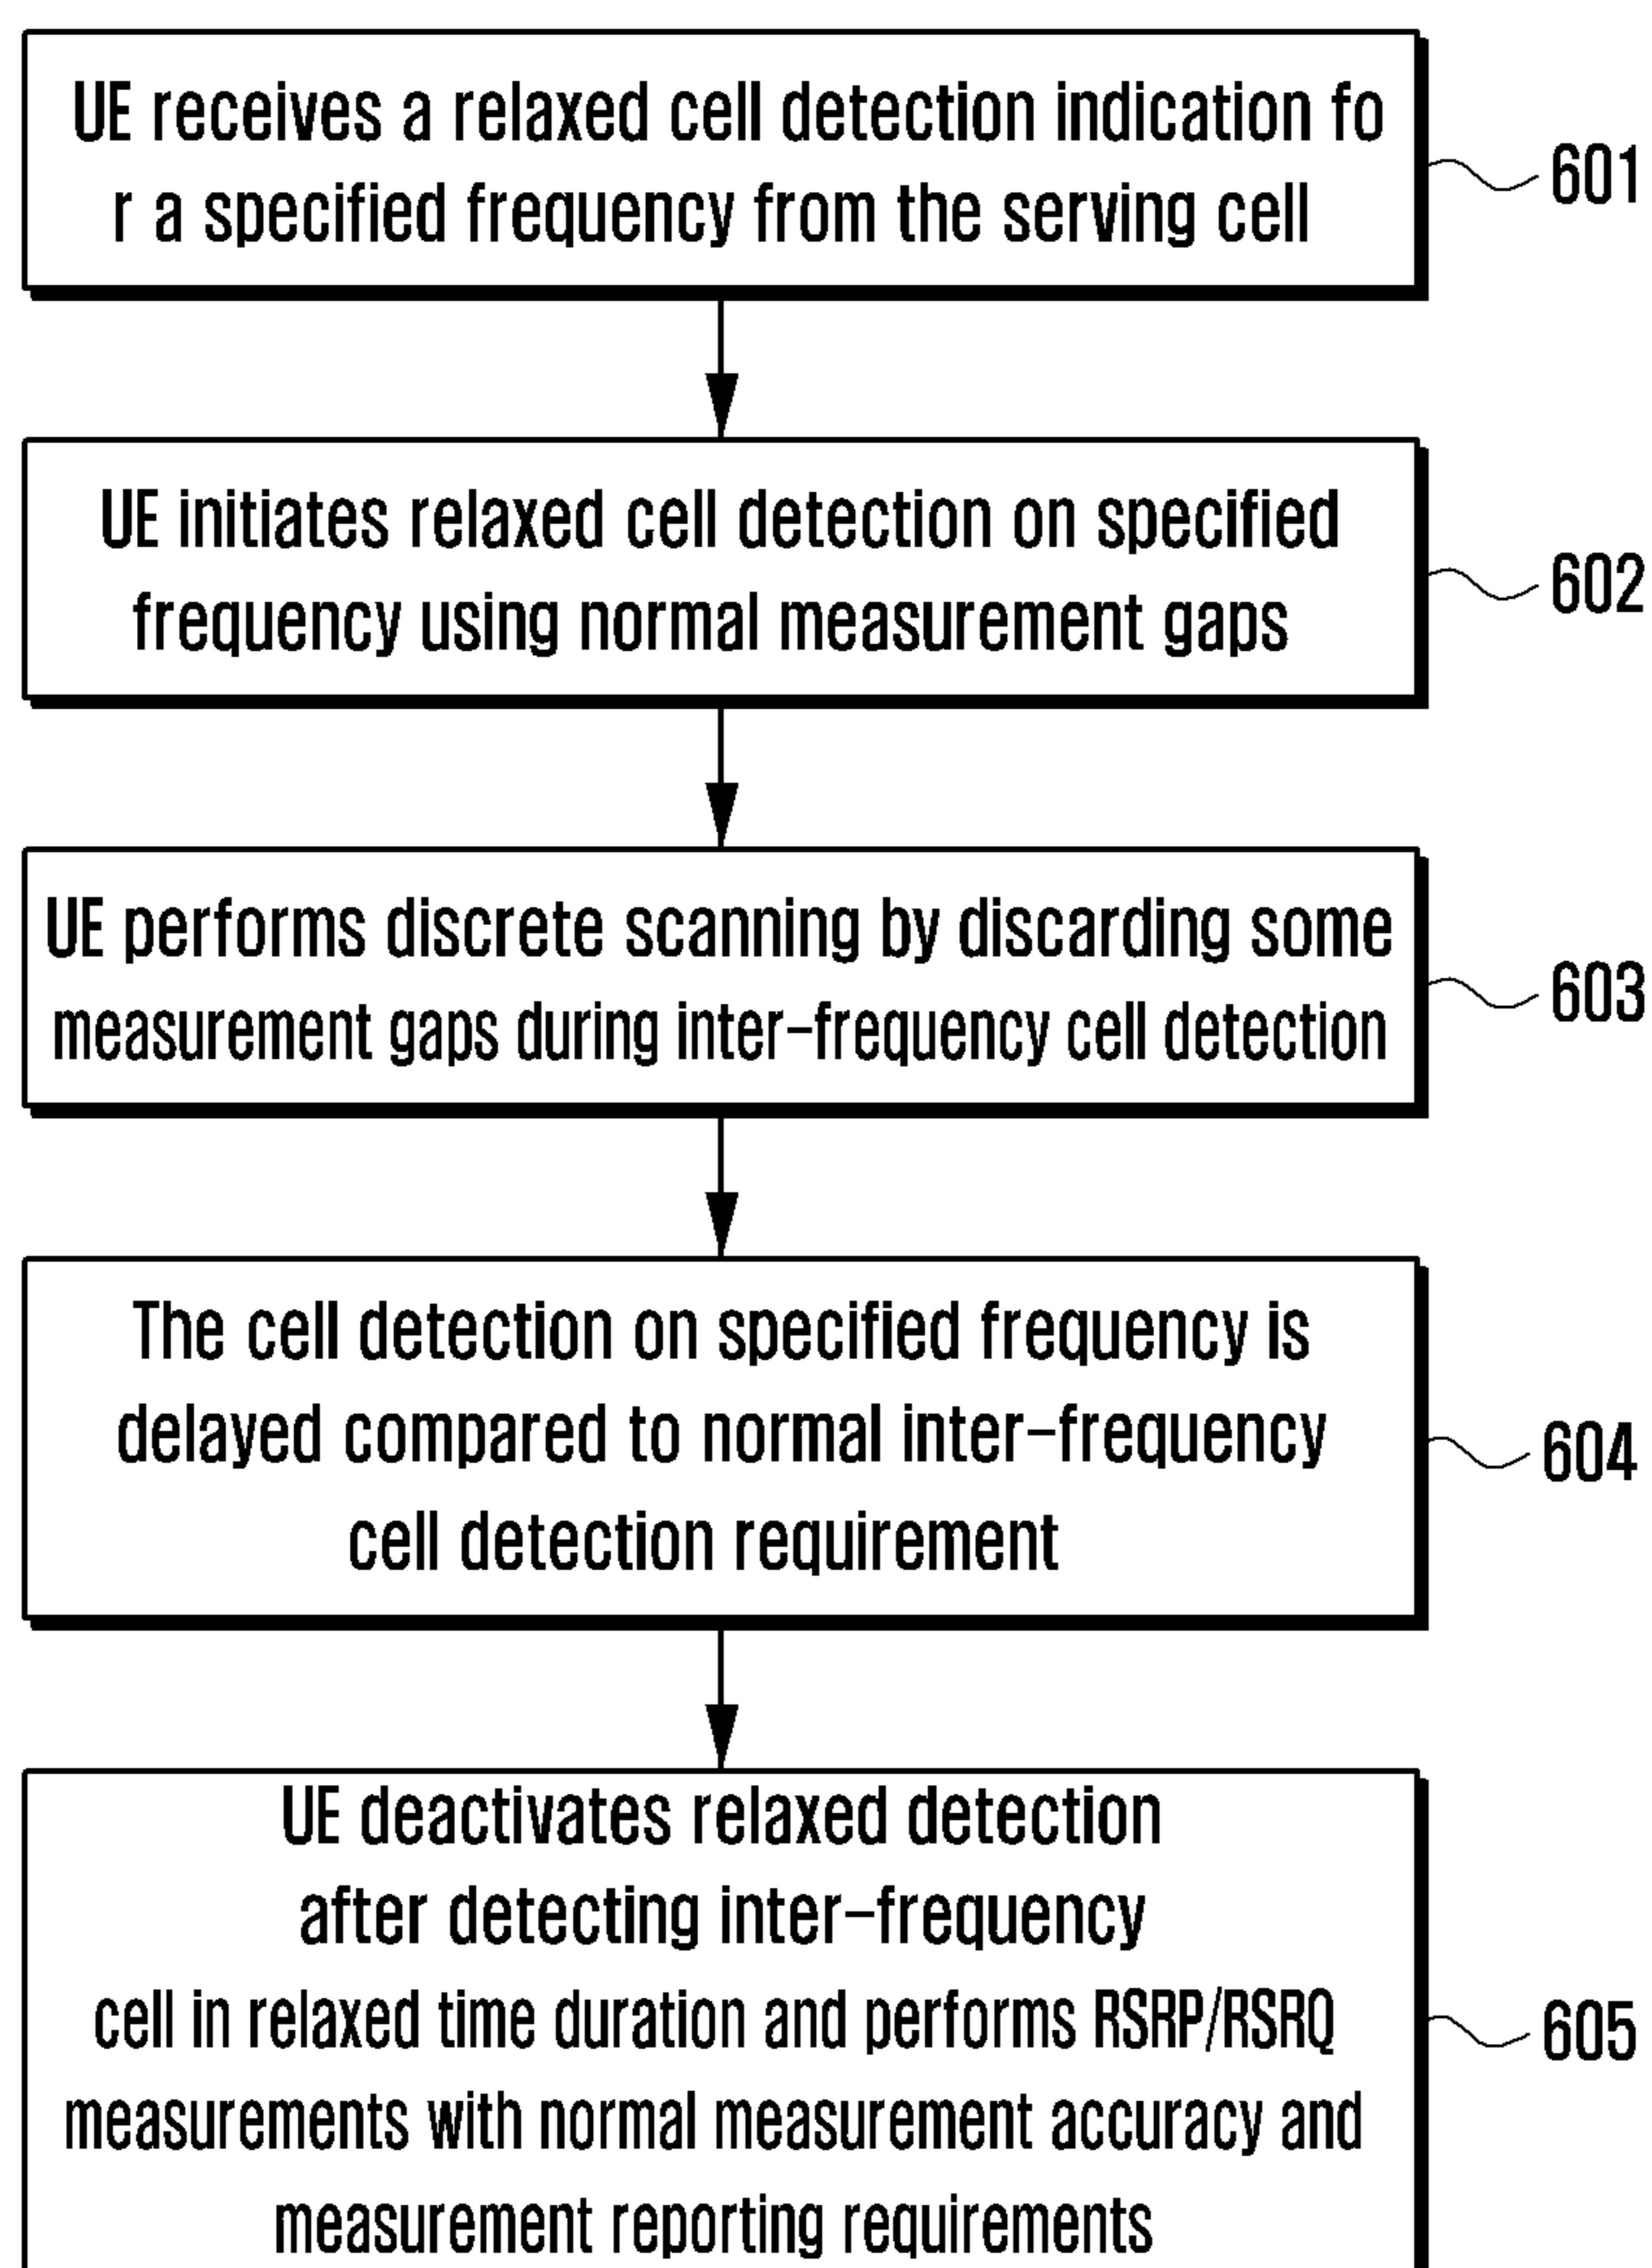 UE receives a relaxed cell detection indication fo
r a specified frequency from the serving cell
601
UE initiates relaxed cell detection on specified
frequency using normal measurement gaps
602
UE performs discrete scanning by discarding some
measurement gaps during inter-frequency cell detection
603
The cell detection on specified frequency is
delayed compared to normal inter-frequency
cell detection requirement
604
UE deactivates relaxed detection
after detecting inter-frequency
cell in relaxed time duration and performs RSRP/RSRQ
measurements with normal measurement accuracy and
measurement reporting requirements
605